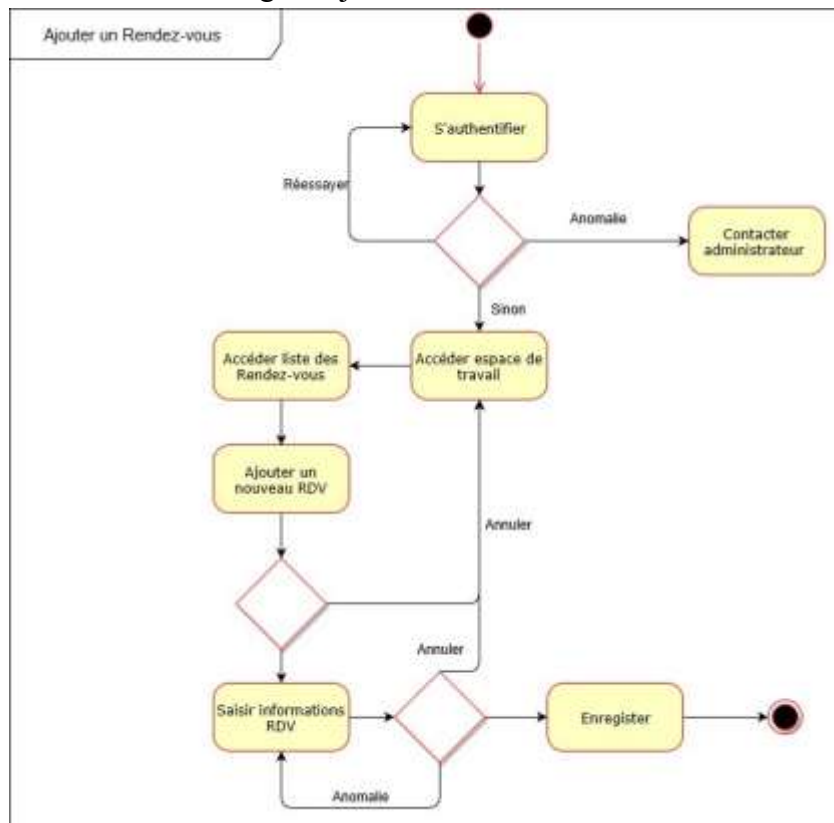 Ajouter un Rendez-vous
S'authentifier
Réessayer
Anomalie
Contacter
administrateur
Sinon
Accéder liste des
Rendez-vous
Accéder espace de
travail
Ajouter un
nouveau RDV
Annuler
Annuler
Saisir informations
RDV
Enregister
Anomalie